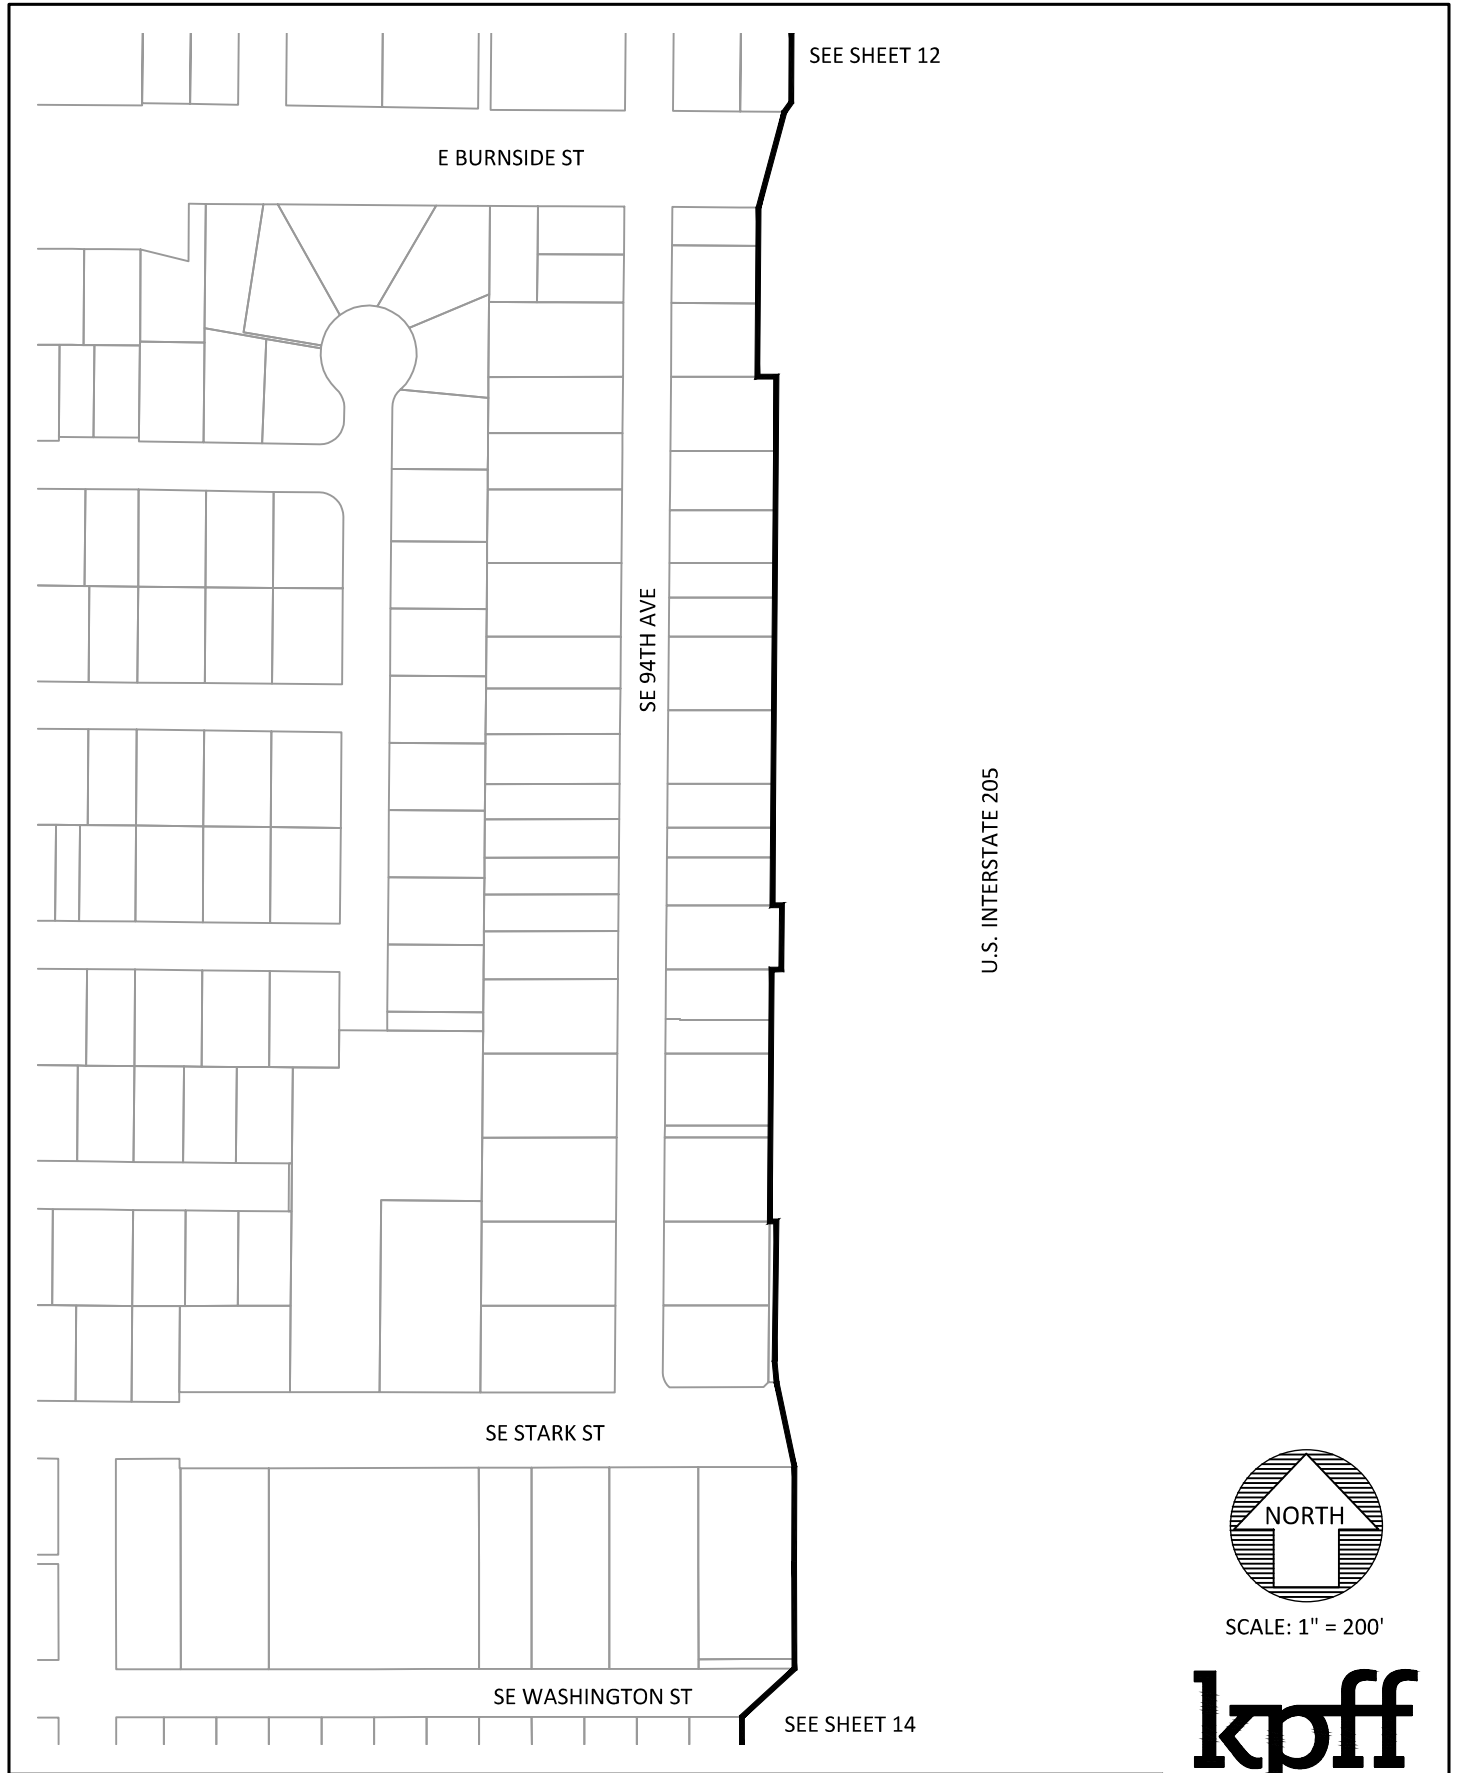 SEE SHEET 12
E BURNSIDE ST
SE 94TH AVE
U.S. INTERSTATE 205
SE STARK ST
NORTH
SCALE: 1" = 200'
SE WASHINGTON ST
SEE SHEET 14
kpff